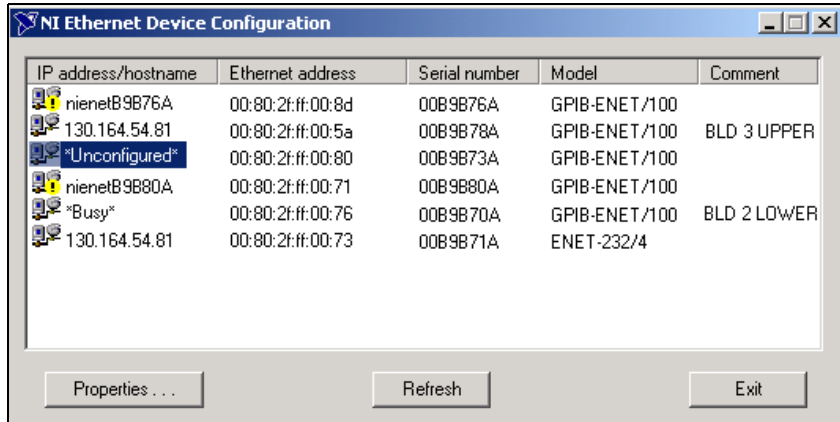 NI Ethernet Device Configuration
IP address/hostname Ethernet address Serial number Model Comment
nienetB9B76A 00:80:2f:ff:00:8d 00B9B76A GPIB-ENET/100
130.164.54.81 00:80:2f:ff:00:5a 00B9B78A GPIB-ENET/100 BLD 3 UPPER
*Unconfigured* 00:80:2f:ff:00:80 00B9B73A GPIB-ENET/100
nienetB9B80A 00:80:2f:ff:00:71 00B9B80A GPIB-ENET/100
*Busy* 00:80:2f:ff:00:76 00B9B70A GPIB-ENET/100 BLD 2 LOWER
130.164.54.81 00:80:2f:ff:00:73 00B9B71A ENET-232/4
Properties . . . Refresh Exit